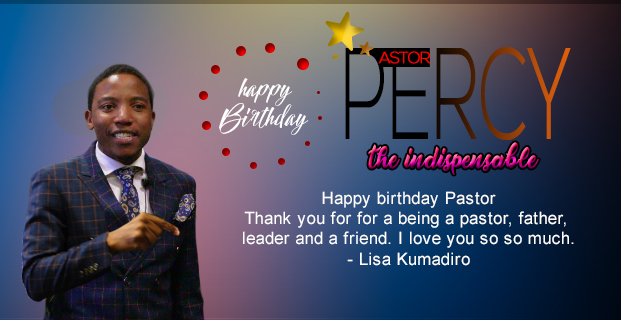 happy
Birthday
PASTOR
PERCY
the indispensable
Happy birthday Pastor
Thank you for for a being a pastor, father,
leader and a friend. I love you so so much.
- Lisa Kumadiro